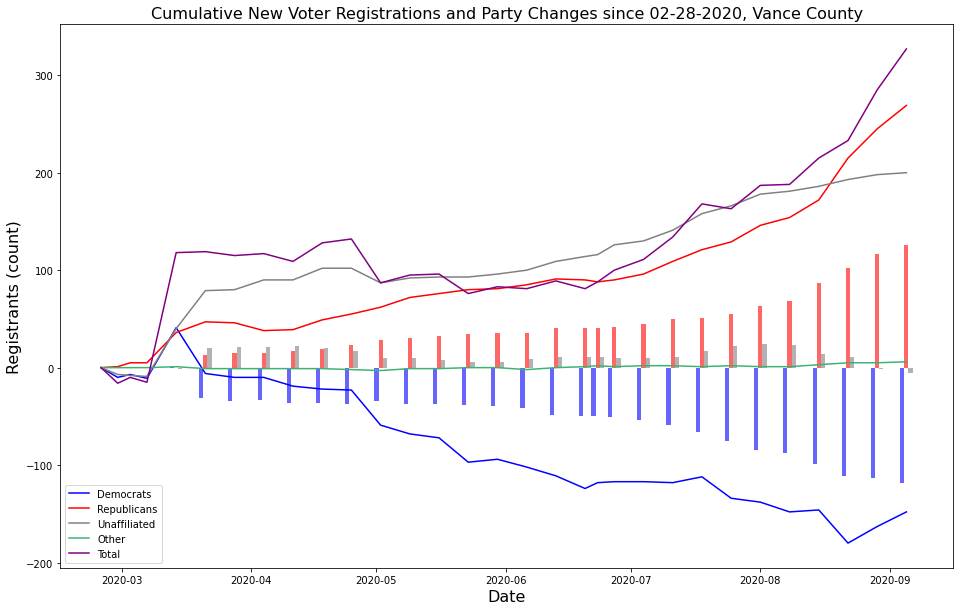 Cumulative New Voter Registrations and Party Changes since 02-28-2020, Vance County
Registrants (count)
300
200
100
0
−100
−200
Democrats
Republicans
Unaffiliated
Other
Total
2020-03
2020-04
2020-05
2020-06
2020-07
2020-08
2020-09
Date